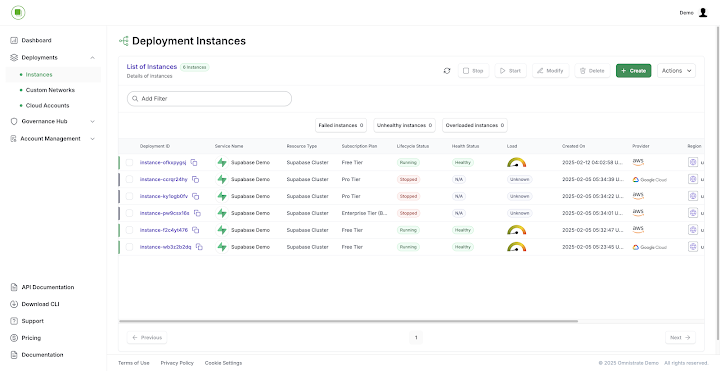 Demo
Dashboard
Deployments
Instances
Custom Networks
Cloud Accounts
Governance Hub
Account Management
API Documentation
Download CLI
Support
Pricing
Documentation
Deployment Instances
List of Instances 6 Instances
Details of Instances
Stop Start Modify Delete + Create Actions
Add Filter
Failed Instances 0 Unhealthy Instances 0 Overloaded Instances 0
Deployment ID Service Name Resource Type Subscription Plan Lifecycle Status Health Status Load Created On Provider Region
Supabase Demo Supabase Cluster Free Tier Running Healthy 2025-02-12 04:02:58 U... aws
Supabase Demo Supabase Cluster Pro Tier Stopped N/A Unknown 2025-02-05 05:34:39 U... Google Cloud
Supabase Demo Supabase Cluster Pro Tier Stopped N/A Unknown 2025-02-05 05:34:22 U... aws
Supabase Demo Supabase Cluster Enterprise Tier (B... Stopped N/A Unknown 2025-02-05 05:34:01 U... aws
instance-f2c4yt476 Supabase Demo Supabase Cluster Free Tier Running Healthy 2025-02-05 05:32:47 U... aws
instance-wb3z2b2dq Supabase Demo Supabase Cluster Free Tier Running Healthy 2025-02-05 05:23:45 U... Google Cloud
Previous 1 Next
Terms of Use Privacy Policy Cookie Settings © 2025 Omnistrate Demo. All rights reserved.